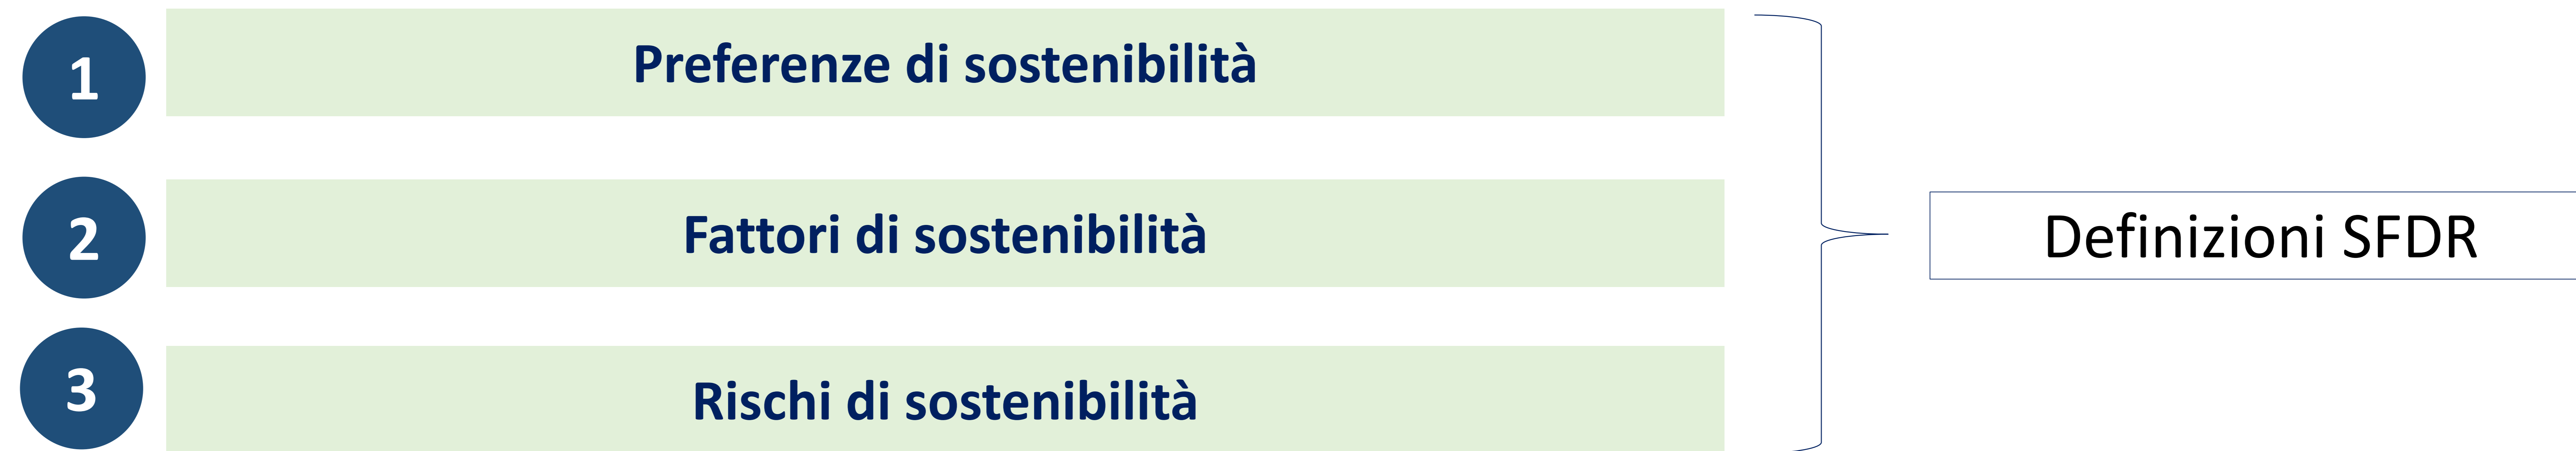 1
Preferenze di sostenibilità
2
Fattori di sostenibilità
Definizioni SFDR
3
Rischi di sostenibilità